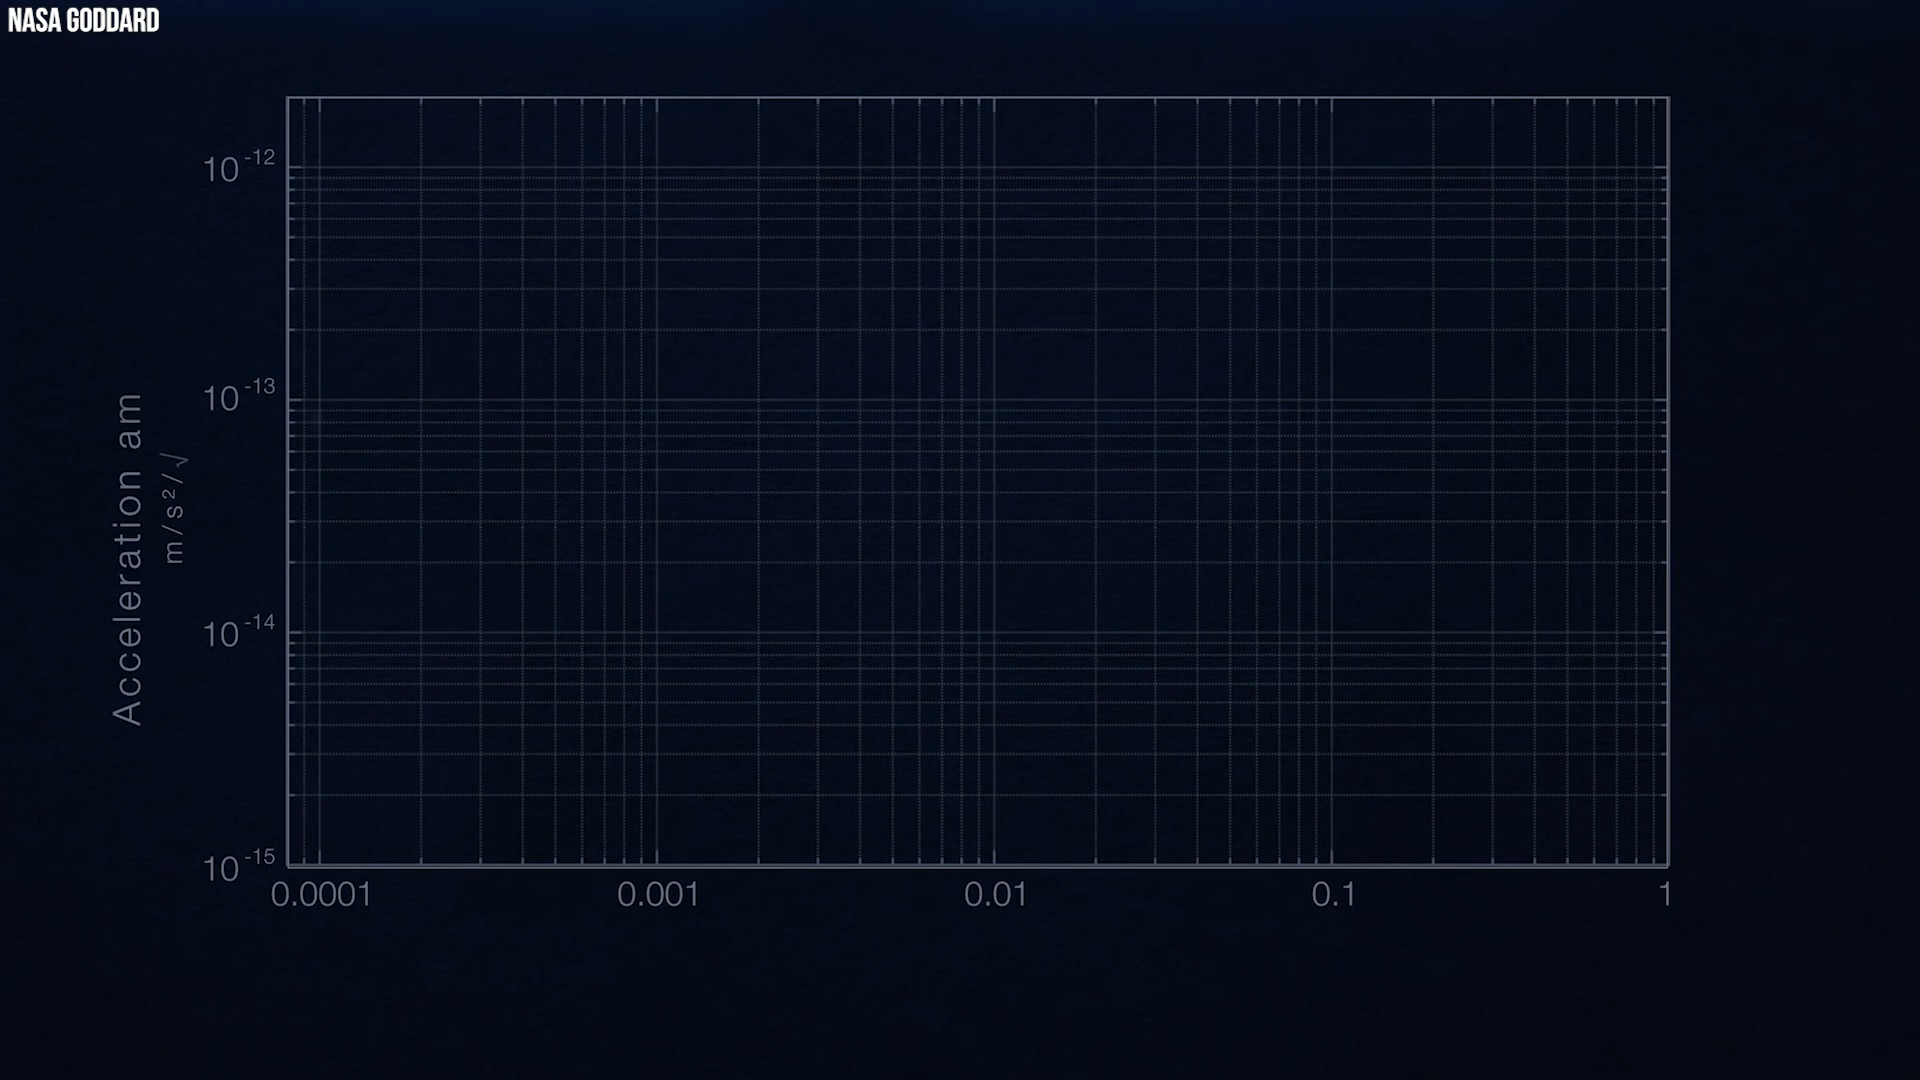 NASA GODDARD
10-12
10-13
10-14
10-15
Acceleration am
m/s²/√
0.0001 0.001 0.01 0.1 1